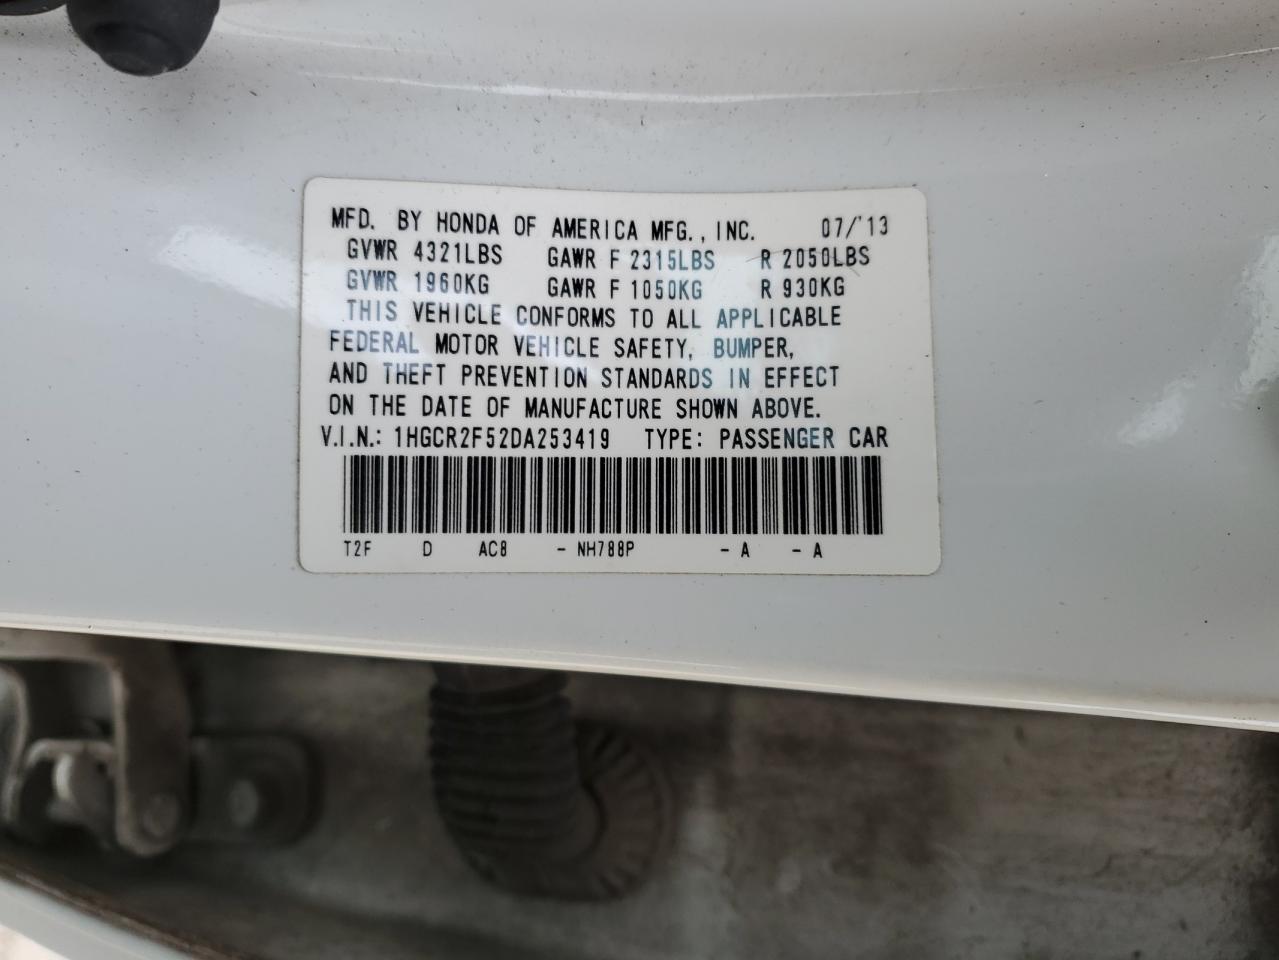 MFD. BY HONDA OF AMERICA MFG., INC. 07/'13
GVWR 4321LBS GAWR F 2315LBS R 2050LBS
GVWR 1960KG GAWR F 1050KG R 930KG
THIS VEHICLE CONFORMS TO ALL APPLICABLE
FEDERAL MOTOR VEHICLE SAFETY, BUMPER,
AND THEFT PREVENTION STANDARDS IN EFFECT
ON THE DATE OF MANUFACTURE SHOWN ABOVE.
V.I.N.: 1HGCR2F52DA253419 TYPE: PASSENGER CAR
T2F D AC8 - NH788P - A - A